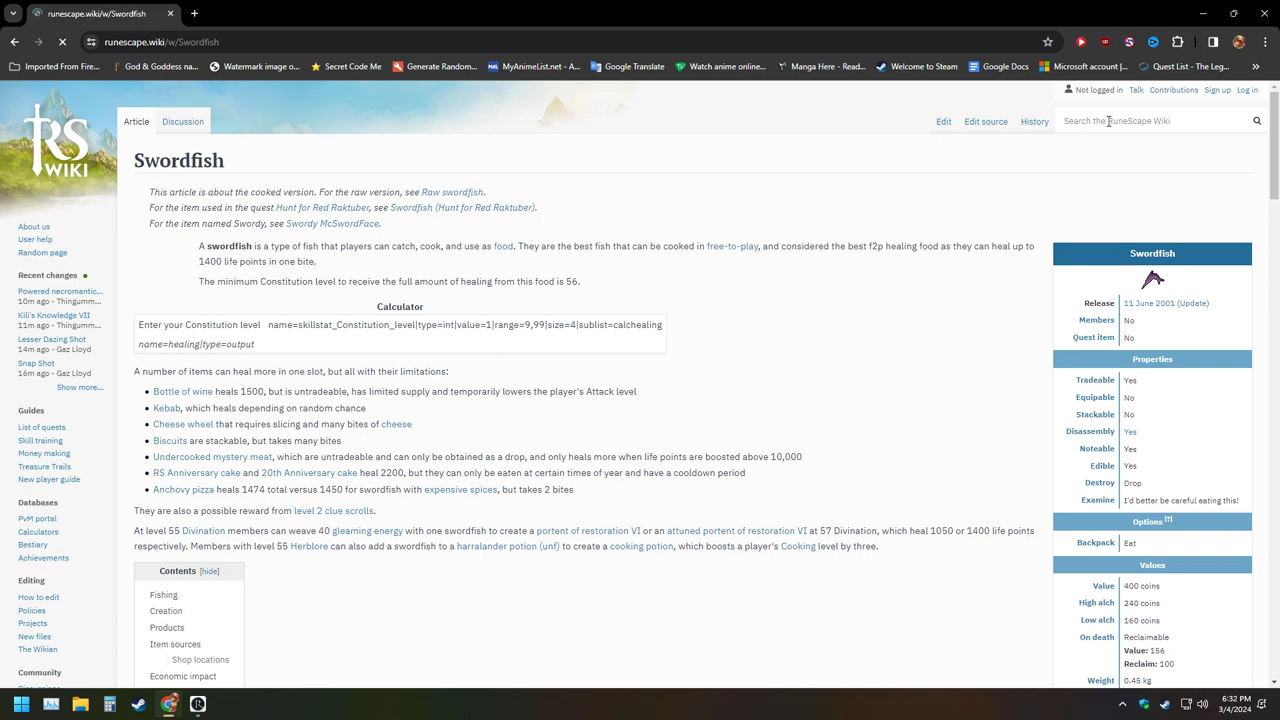 runescape.wiki/w/Swordfish
runescape.wiki/w/Swordfish
Imported From Firef...
God & Goddess na...
Watermark image o...
Secret Code Me
Generate Random...
MyAnimeList.net - A...
Google Translate
Watch anime online...
Manga Here - Read...
Welcome to Steam
Google Docs
Microsoft account |...
Quest List - The Leg...
Not logged in
Talk
Contributions
Sign up
Log in
Article
Discussion
Edit
Edit source
History
Search the RuneScape Wiki
RS
WIKI
Swordfish
This article is about the cooked version. For the raw version, see Raw swordfish.
For the item used in the quest Hunt for Red Raktuber, see Swordfish (Hunt for Red Raktuber).
For the item named Swordy, see Swordy McSwordFace.
A swordfish is a type of fish that players can catch, cook, and use as food. They are the best fish that can be cooked in free-to-play, and considered the best f2p healing food as they can heal up to
1400 life points in one bite.
The minimum Constitution level to receive the full amount of healing from this food is 56.
Calculator
Enter your Constitution level name=skillstat_Constitution_level|type=int|value=1|range=9,99|size=4|sublist=calchealing
name=healing|type=output
A number of items can heal more in one slot, but all with their limitations:
• Bottle of wine heals 1500, but is untradeable, has limited supply and temporarily lowers the player's Attack level
• Kebab, which heals depending on random chance
• Cheese wheel that requires slicing and many bites of cheese
• Biscuits are stackable, but takes many bites
• Undercooked mystery meat, which are untradeable and can only be obtained as a drop, and only heals more when life points are boosted above 10,000
• RS Anniversary cake and 20th Anniversary cake heal 2200, but they can only be eaten at certain times of year and have a cooldown period
• Anchovy pizza heals 1474 total versus 1450 for swordfish with expensive spices, but takes 2 bites
They are also a possible reward from level 2 clue scrolls.
At level 55 Divination members can weave 40 gleaming energy with one swordfish to create a portent of restoration VI or an attuned portent of restoration VI at 57 Divination, which heal 1050 or 1400 life points
respectively. Members with level 55 Herblore can also add a swordfish to a harralander potion (unf) to create a cooking potion, which boosts a player's Cooking level by three.
Contents [hide]
Fishing
Creation
Products
Item sources
Shop locations
Economic impact
About us
User help
Random page
Recent changes
Powered necromantic...
10m ago - Thingumm...
Kili's Knowledge VII
11m ago - Thingumm...
Lesser Dazing Shot
14m ago - Gaz Lloyd
Snap Shot
16m ago - Gaz Lloyd
Show more...
Guides
List of quests
Skill training
Money making
Treasure Trails
New player guide
Databases
PvM portal
Calculators
Bestiary
Achievements
Editing
How to edit
Policies
Projects
New files
The Wikian
Community
Swordfish
Release 11 June 2001 (Update)
Members No
Quest item No
Properties
Tradeable Yes
Equipable No
Stackable No
Disassembly Yes
Noteable Yes
Edible Yes
Destroy Drop
Examine I'd better be careful eating this!
Options [?]
Backpack Eat
Values
Value 400 coins
High alch 240 coins
Low alch 160 coins
On death Reclaimable
Value: 156
Reclaim: 100
Weight 0.45 kg
6:32 PM
3/4/2024